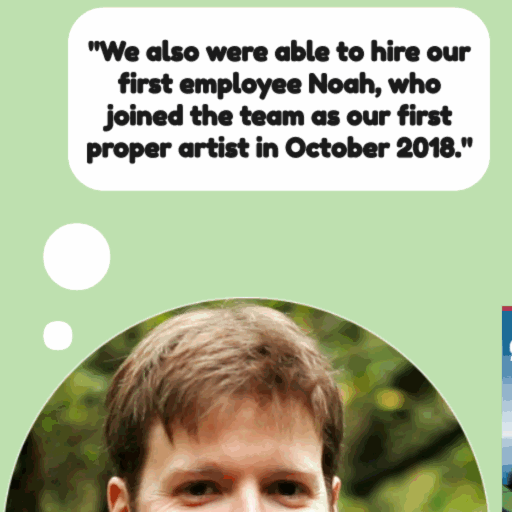 "We also were able to hire our
first employee Noah, who
joined the team as our first
proper artist in October 2018."